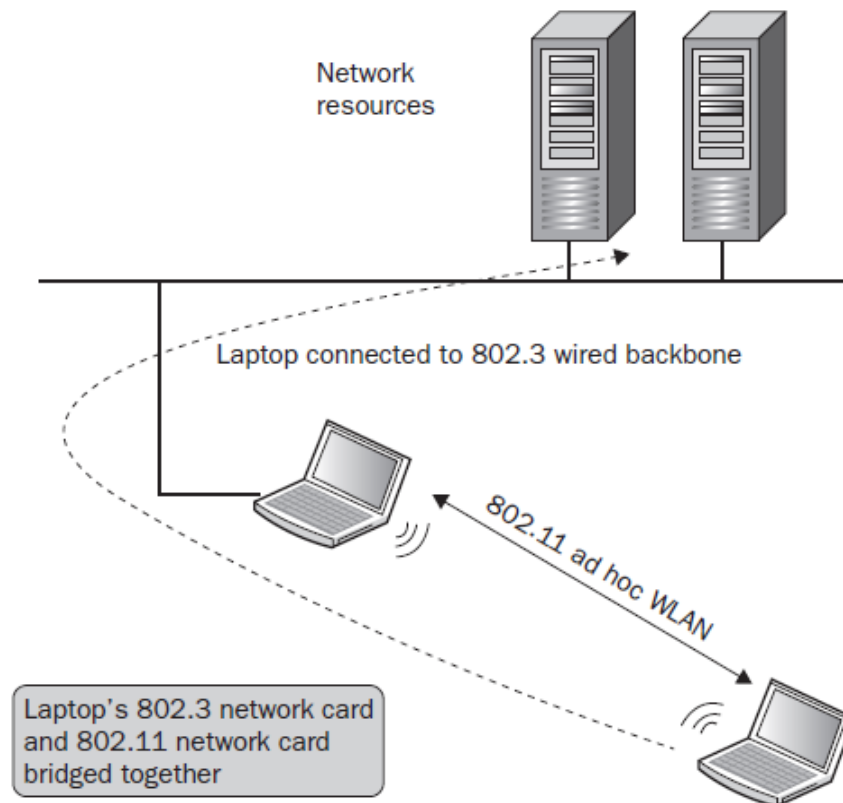 Network
resources
Laptop connected to 802.3 wired backbone
802.11 ad hoc WLAN
Laptop's 802.3 network card
and 802.11 network card
bridged together